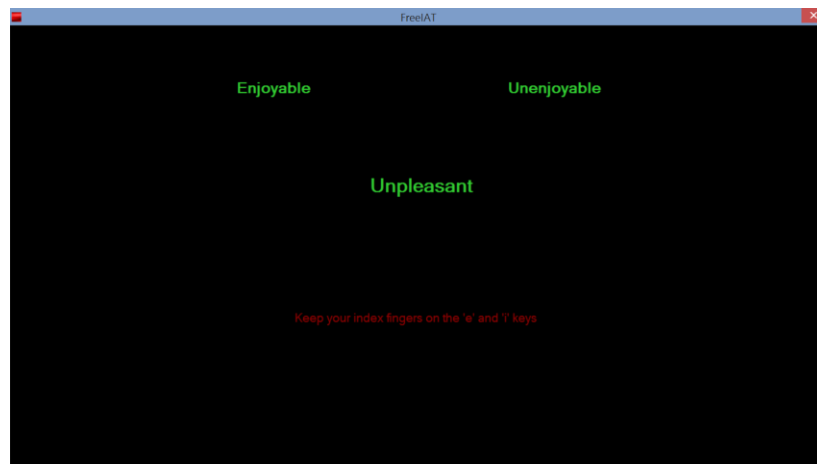 FreeIAT
Enjoyable Unenjoyable
Unpleasant
Keep your index fingers on the 'e' and 'i' keys